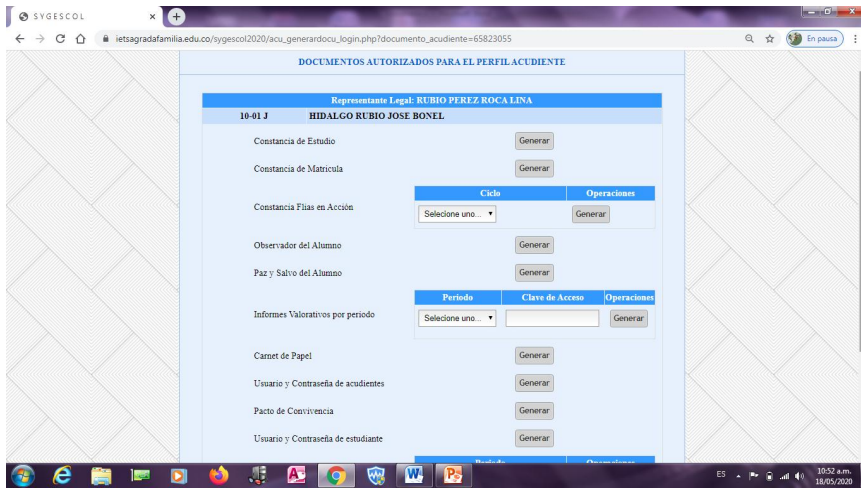 SYGESCOL
ietsagradafamilia.edu.co/sygescol2020/acu_generardocu_login.php?documento_acudiente=65823055
En pausa
DOCUMENTOS AUTORIZADOS PARA EL PERFIL ACUDIENTE
Representante Legal: RUBIO PEREZ ROCA LINA
10-01 J HIDALGO RUBIO JOSE BONEL
Constancia de Estudio Generar
Constancia de Matricula Generar
Ciclo Operaciones
Constancia Flias en Acción Selecione uno... Generar
Observador del Alumno Generar
Paz y Salvo del Alumno Generar
Periodo Clave de Acceso Operaciones
Informes Valorativos por periodo Selecione uno... Generar
Carnet de Papel Generar
Usuario y Contraseña de acudientes Generar
Pacto de Convivencia Generar
Usuario y Contraseña de estudiante Generar
Periodo Operaciones
ES 10:52 a.m.
18/05/2020